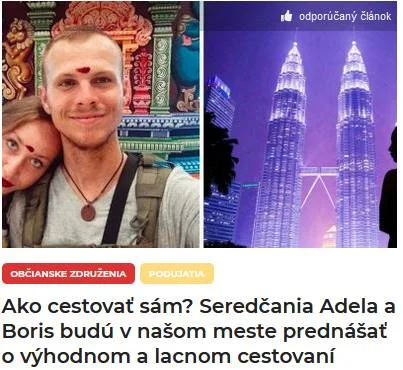 odporúčaný článok
OBČIANSKE ZDRUŽENIA
PODUJATIA
Ako cestovať sám? Seredčania Adela a
Boris budú v našom meste prednášať
o výhodnom a lacnom cestovaní